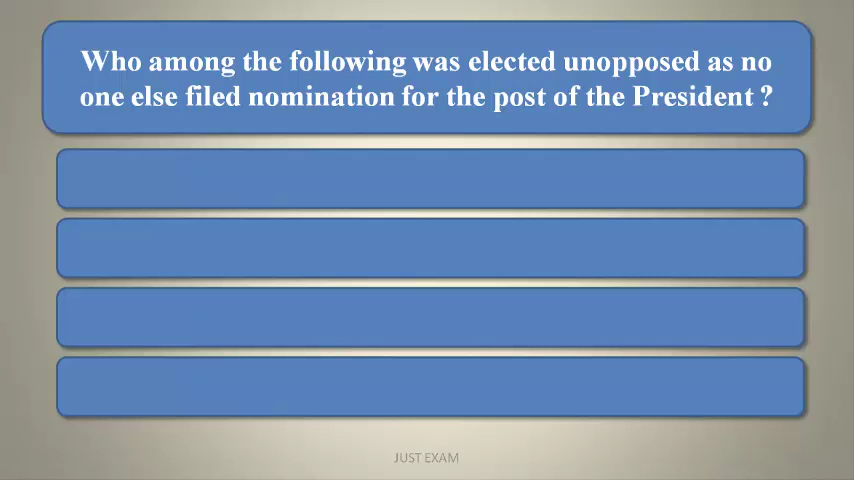 Who among the following was elected unopposed as no
one else filed nomination for the post of the President ?
JUST EXAM